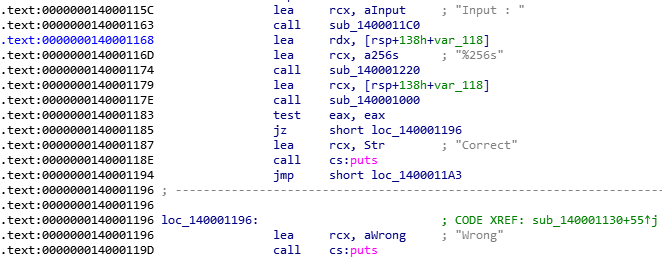 .text:000000014000115C lea rcx, aInput ; "Input : "
.text:0000000140001163 call sub_1400011C0
.text:0000000140001168 lea rdx, [rsp+138h+var_118]
.text:000000014000116D lea rcx, a256s ; "%256s"
.text:0000000140001174 call sub_140001220
.text:0000000140001179 lea rcx, [rsp+138h+var_118]
.text:000000014000117E call sub_140001000
.text:0000000140001183 test eax, eax
.text:0000000140001185 jz short loc_140001196
.text:0000000140001187 lea rcx, Str ; "Correct"
.text:000000014000118E call cs:puts
.text:0000000140001194 jmp short loc_1400011A3
.text:0000000140001196 ; ---------------------------------------------------------------------------
.text:0000000140001196
.text:0000000140001196 loc_140001196: ; CODE XREF: sub_140001130+55↑j
.text:0000000140001196 lea rcx, aWrong ; "Wrong"
.text:000000014000119D call cs:puts